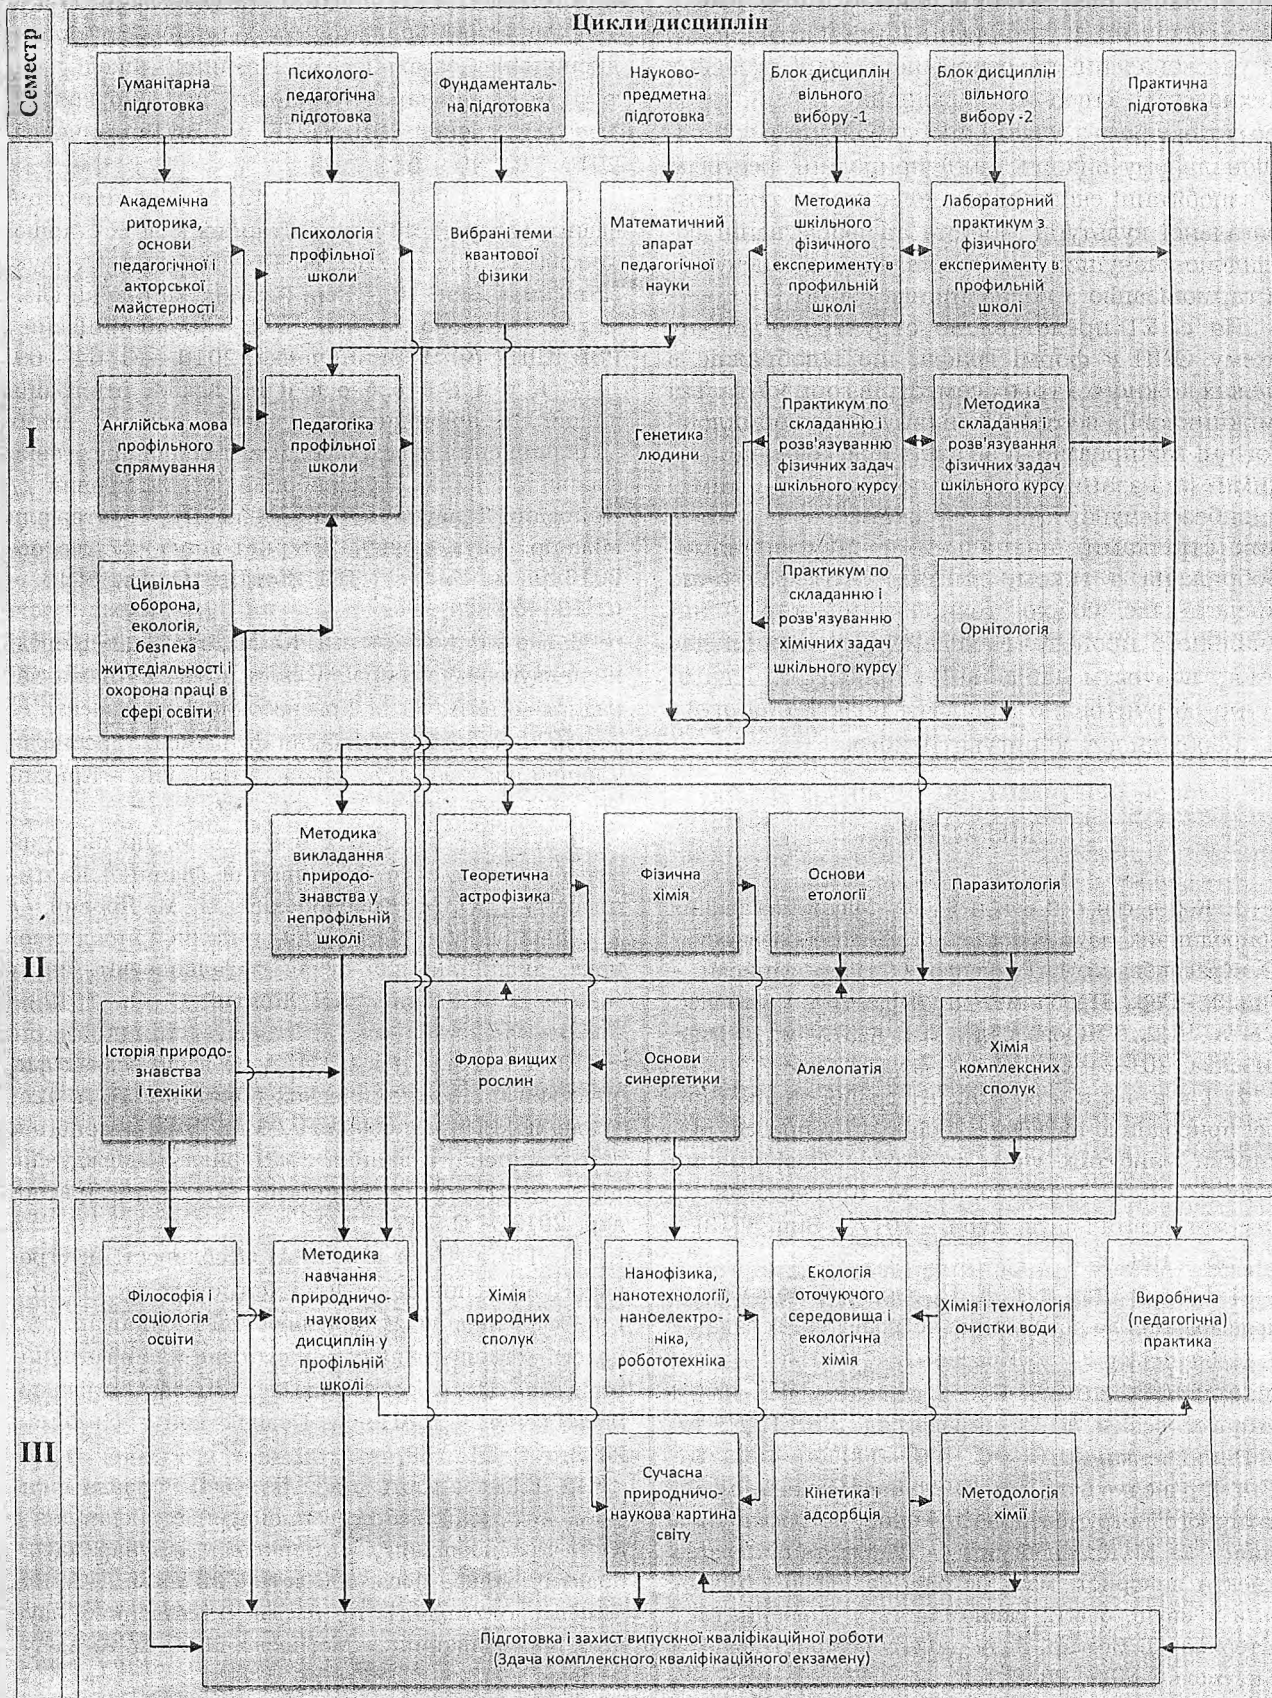 Цикли дисциплін
Семестр
Гуманітарна
підготовка
Психолого-
педагогічна
підготовка
Фундаменталь-
на підготовка
Науково-
предметна
підготовка
Блок дисциплін
вільного
вибору -1
Блок дисциплін
вільного
вибору -2
Практична
підготовка
I
Академічна
риторика,
основи
педагогічної і
акторської
майстерності
Психологія
профільної
школи
Вибрані теми
квантової
фізики
Математичний
апарат
педагогічної
науки
Методика
шкільного
фізичного
експерименту в
профільній
школі
Лабораторний
практикум з
фізичного
експерименту в
профільній
школі
Англійська мова
профільного
спрямування
Педагогіка
профільної
школи
Генетика
людини
Практикум по
складанню і
розв'язуванню
фізичних задач
шкільного курсу
Методика
складання і
розв'язування
фізичних задач
шкільного курсу
Цивільна
оборона,
екологія,
безпека
життєдіяльності і
охорона праці в
сфері освіти
Практикум по
складанню і
розв'язуванню
хімічних задач
шкільного курсу
Орнітологія
II
Методика
викладання
природо-
знавства у
непрофільній
школі
Теоретична
астрофізика
Фізична
хімія
Основи
етології
Паразитологія
Історія природо-
знавства
і техніки
Флора вищих
рослин
Основи
синергетики
Алелопатія
Хімія
комплексних
сполук
III
Філософія і
соціологія
освіти
Методика
навчання
природничо-
наукових
дисциплін у
профільній
школі
Хімія
природних
сполук
Нанофізика,
нанотехнології,
наноелектро-
ніка,
робототехніка
Екологія
оточуючого
середовища і
екологічна
хімія
Хімія і технологія
очистки води
Виробнича
(педагогічна)
практика
Сучасна
природничо-
наукова картина
світу
Кінетика і
адсорбція
Методологія
хімії
Підготовка і захист випускної кваліфікаційної роботи
(Здача комплексного кваліфікаційного екзамену)